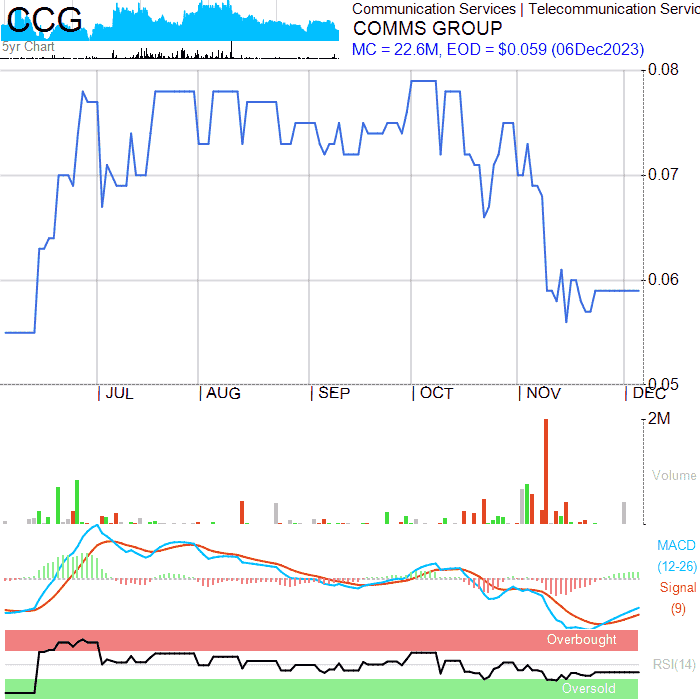 CCG
5yr Chart
Communication Services | Telecommunication Servic
COMMS GROUP
MC = 22.6M, EOD = $0.059 (06Dec2023)
0.08
0.07
0.06
0.05
| JUL
| AUG
| SEP
| OCT
| NOV
| DEC
2M
Volume
MACD
(12-26)
Signal
(9)
Overbought
RSI(14)
Oversold